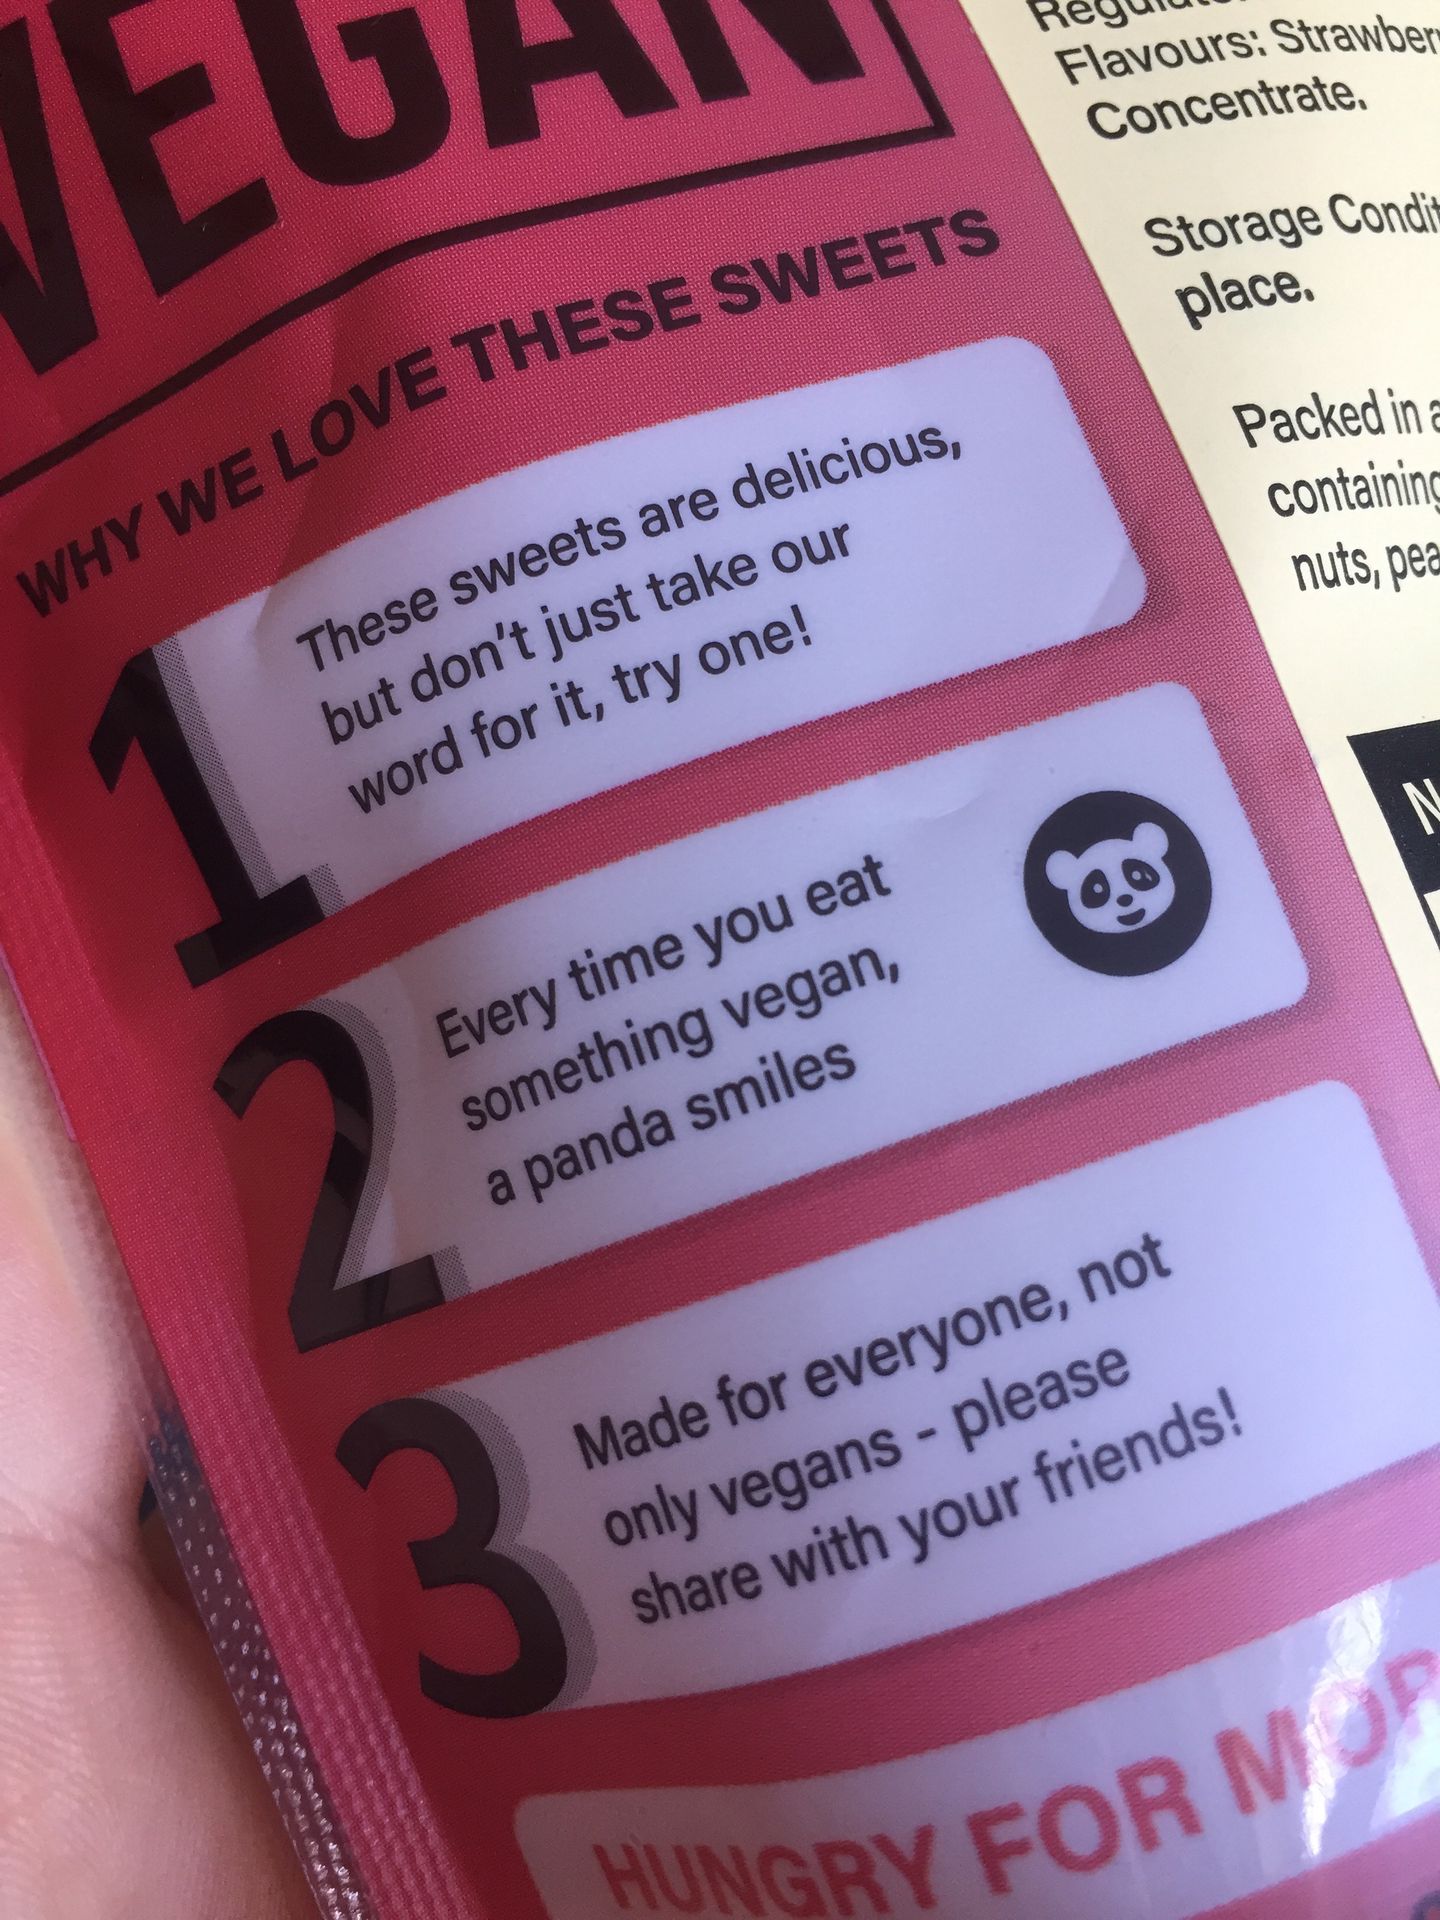 VEGAN
WHY WE LOVE THESE SWEETS
1
These sweets are delicious,
but don't just take our
word for it, try one!
2
Every time you eat
something vegan,
a panda smiles
3
Made for everyone, not
only vegans - please
share with your friends!
HUNGRY FOR
Flavours:
Concentrate.
Storage
place.
Packed in
containing
nuts,